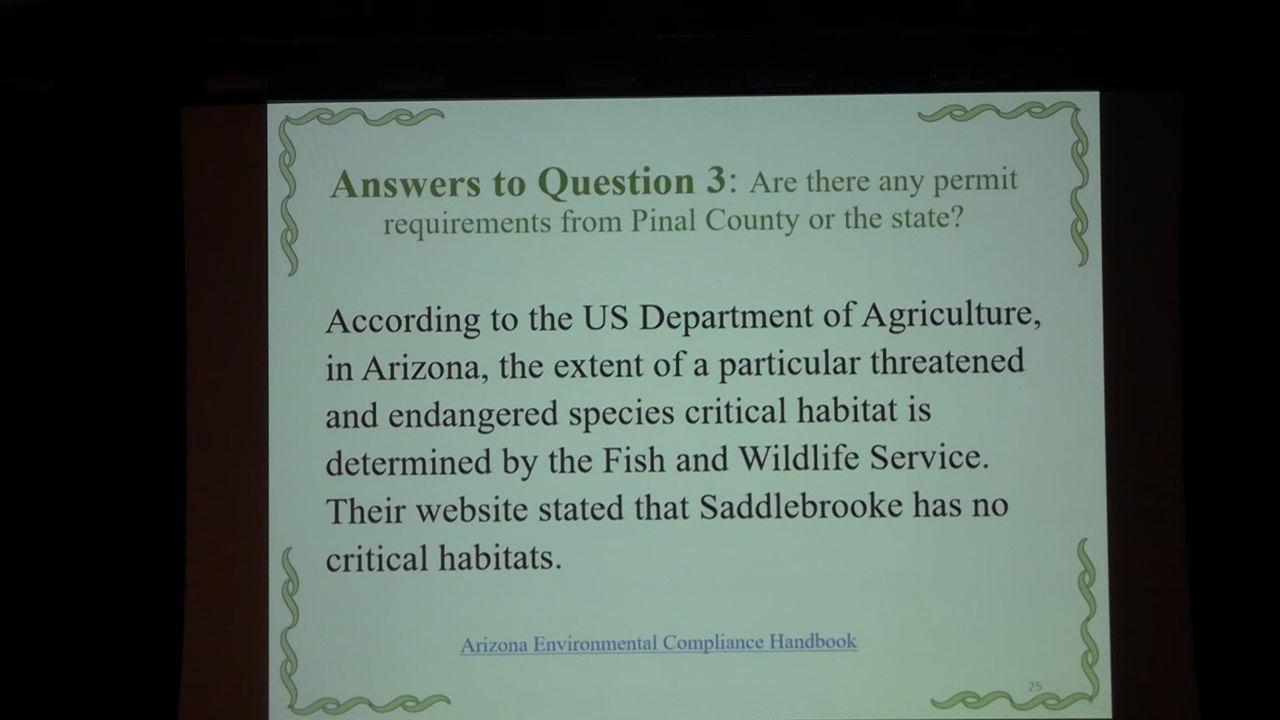 Answers to Question 3: Are there any permit
requirements from Pinal County or the state?
According to the US Department of Agriculture,
in Arizona, the extent of a particular threatened
and endangered species critical habitat is
determined by the Fish and Wildlife Service.
Their website stated that Saddlebrooke has no
critical habitats.
Arizona Environmental Compliance Handbook
25